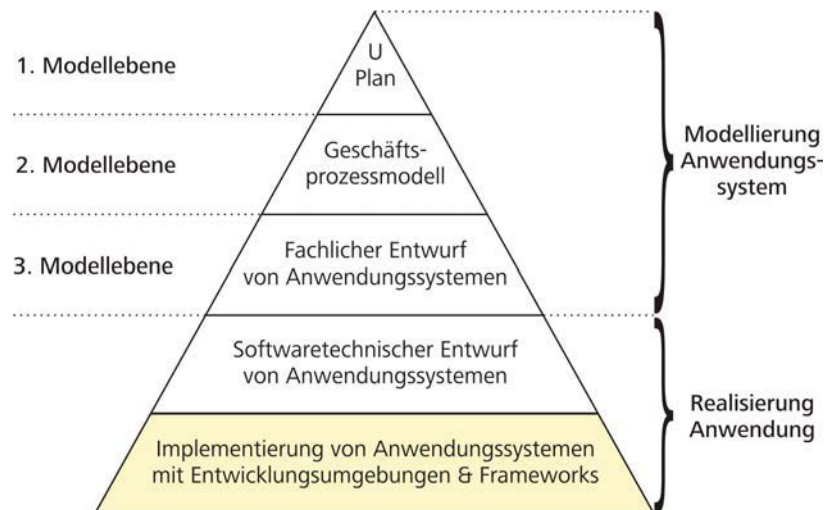 U
Plan
1. Modellebene
Geschäfts-
prozessmodell
2. Modellebene
Fachlicher Entwurf
von Anwendungssystemen
3. Modellebene
Softwaretechnischer Entwurf
von Anwendungssystemen
Implementierung von Anwendungssystemen
mit Entwicklungsumgebungen & Frameworks
Modellierung
Anwendungs-
system
Realisierung
Anwendung